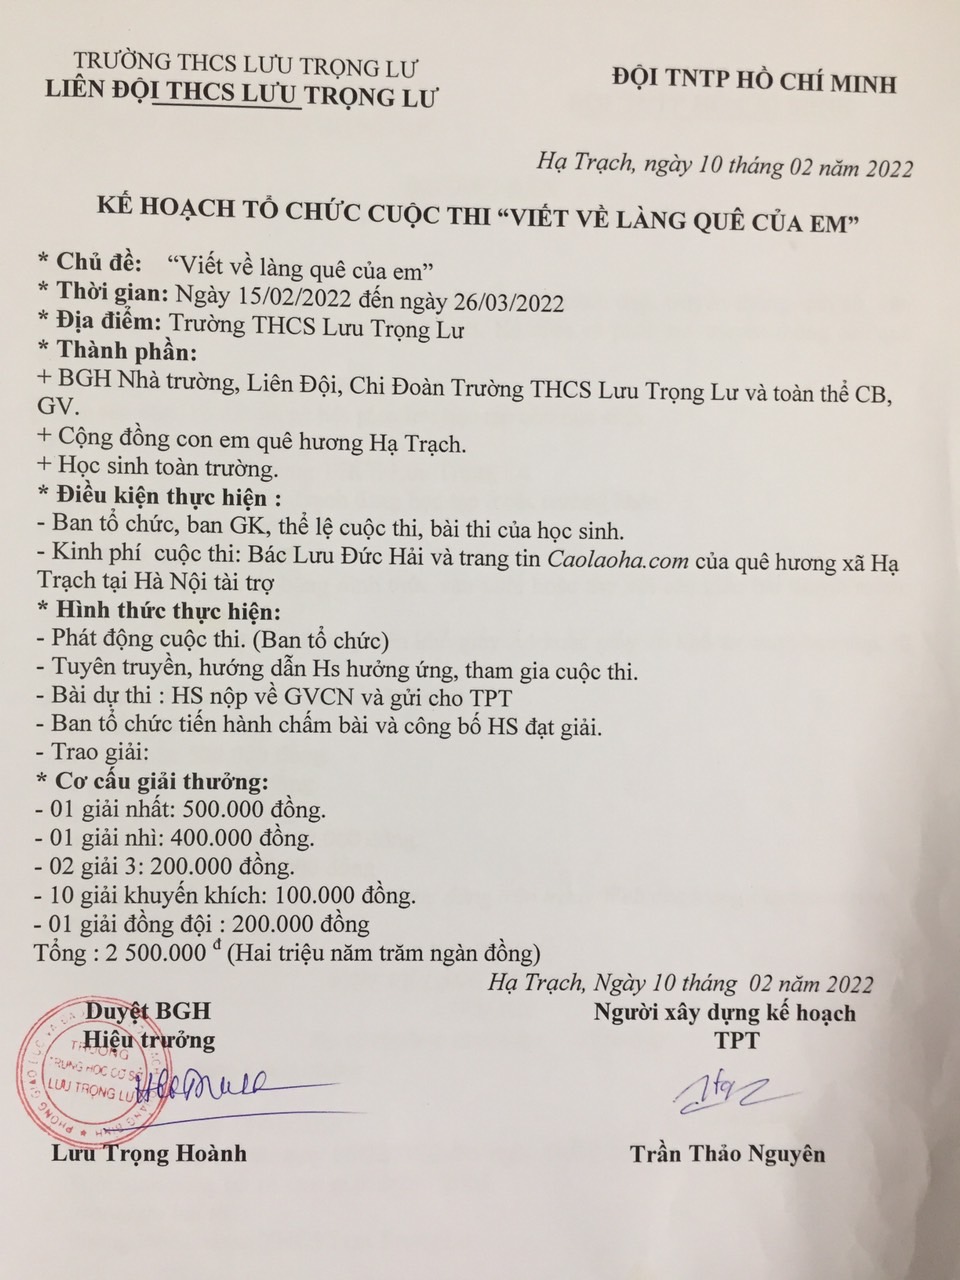 TRƯỜNG THCS LƯU TRỌNG LƯ
LIÊN ĐỘI THCS LƯU TRỌNG LƯ
ĐỘI TNTP HỒ CHÍ MINH
Hạ Trạch, ngày 10 tháng 02 năm 2022
KẾ HOẠCH TỔ CHỨC CUỘC THI “VIẾT VỀ LÀNG QUÊ CỦA EM”
* Chủ đề: “Viết về làng quê của em”
* Thời gian: Ngày 15/02/2022 đến ngày 26/03/2022
* Địa điểm: Trường THCS Lưu Trọng Lư
* Thành phần:
+ BGH Nhà trường, Liên Đội, Chi Đoàn Trường THCS Lưu Trọng Lư và toàn thể CB,
GV.
+ Cộng đồng con em quê hương Hạ Trạch.
+ Học sinh toàn trường.
* Điều kiện thực hiện :
- Ban tổ chức, ban GK, thể lệ cuộc thi, bài thi của học sinh.
- Kinh phí cuộc thi: Bác Lưu Đức Hải và trang tin Caolaoha.com của quê hương xã Hạ
Trạch tại Hà Nội tài trợ
* Hình thức thực hiện:
- Phát động cuộc thi. (Ban tổ chức)
- Tuyên truyền, hướng dẫn Hs hưởng ứng, tham gia cuộc thi.
- Bài dự thi : HS nộp về GVCN và gửi cho TPT
- Ban tổ chức tiến hành chấm bài và công bố HS đạt giải.
- Trao giải:
* Cơ cấu giải thưởng:
- 01 giải nhất: 500.000 đồng.
- 01 giải nhì: 400.000 đồng.
- 02 giải 3: 200.000 đồng.
- 10 giải khuyến khích: 100.000 đồng.
- 01 giải đồng đội : 200.000 đồng
Tổng : 2 500.000 đ (Hai triệu năm trăm ngàn đồng)
Hạ Trạch, Ngày 10 tháng 02 năm 2022
Duyệt BGH
Hiệu trưởng
Người xây dựng kế hoạch
TPT
TRƯỜNG
TRUNG HỌC CƠ SỞ
LƯU TRỌNG LƯ
Lưu Trọng Hoành
Trần Thảo Nguyên